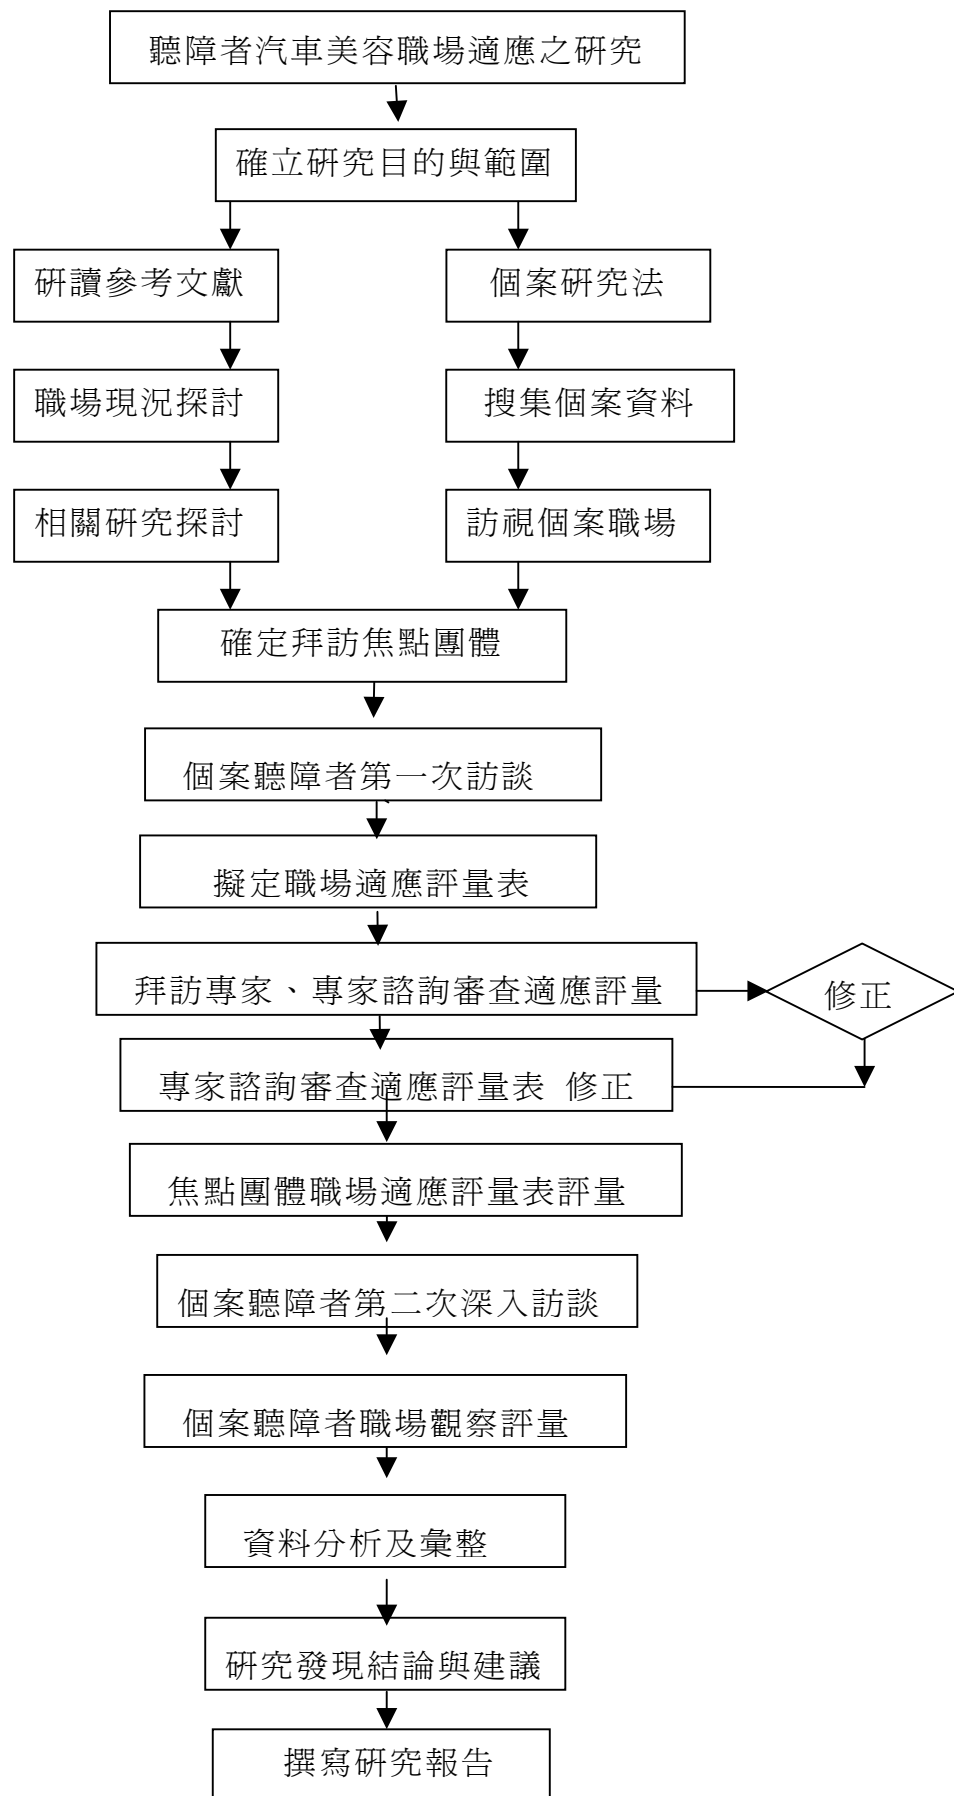 聽障者汽車美容職場適應之研究
確立研究目的與範圍
研讀參考文獻
個案研究法
職場現況探討
搜集個案資料
相關研究探討
訪視個案職場
確定拜訪焦點團體
個案聽障者第一次訪談
擬定職場適應評量表
拜訪專家、專家諮詢審查適應評量
修正
專家諮詢審查適應評量表 修正
焦點團體職場適應評量表評量
個案聽障者第二次深入訪談
個案聽障者職場觀察評量
資料分析及彙整
研究發現結論與建議
撰寫研究報告